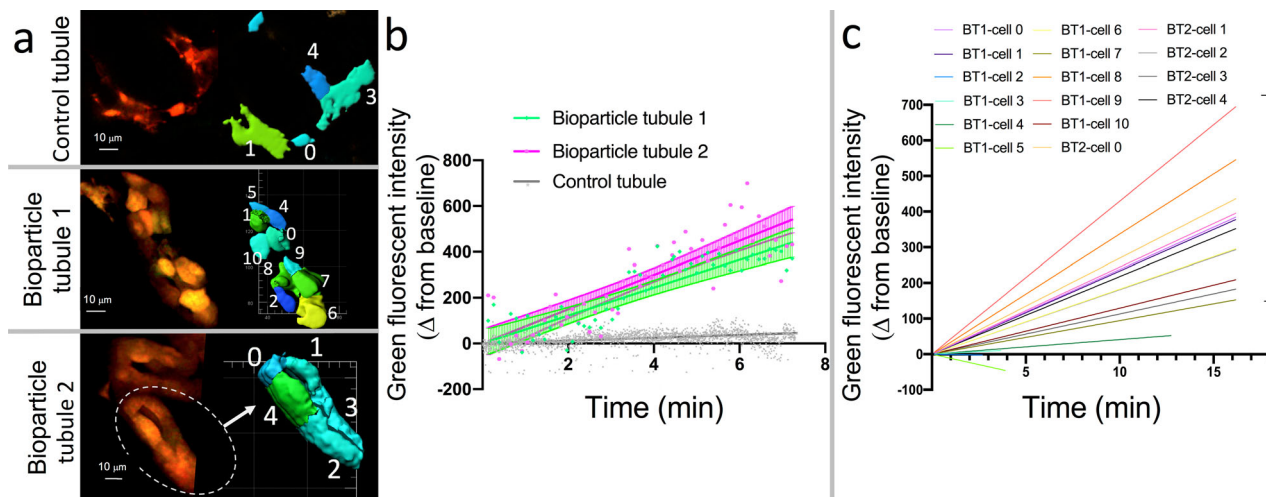 a
Control tubule
10 μm
4
3
1
0
Bioparticle
tubule 1
10 μm
5
4
1
0
10
9
8
7
2
6
Bioparticle
tubule 2
10 μm
0
1
4
3
2
b
Bioparticle tubule 1
Bioparticle tubule 2
Control tubule
Green fluorescent intensity
(Δ from baseline)
800
600
400
200
0
-200
2
4
6
8
Time (min)
c
BT1-cell 0
BT1-cell 1
BT1-cell 2
BT1-cell 3
BT1-cell 4
BT1-cell 5
BT1-cell 6
BT1-cell 7
BT1-cell 8
BT1-cell 9
BT1-cell 10
BT2-cell 0
BT2-cell 1
BT2-cell 2
BT2-cell 3
BT2-cell 4
Green fluorescent intensity
(Δ from baseline)
700
600
500
400
300
200
100
0
-100
5
10
15
Time (min)